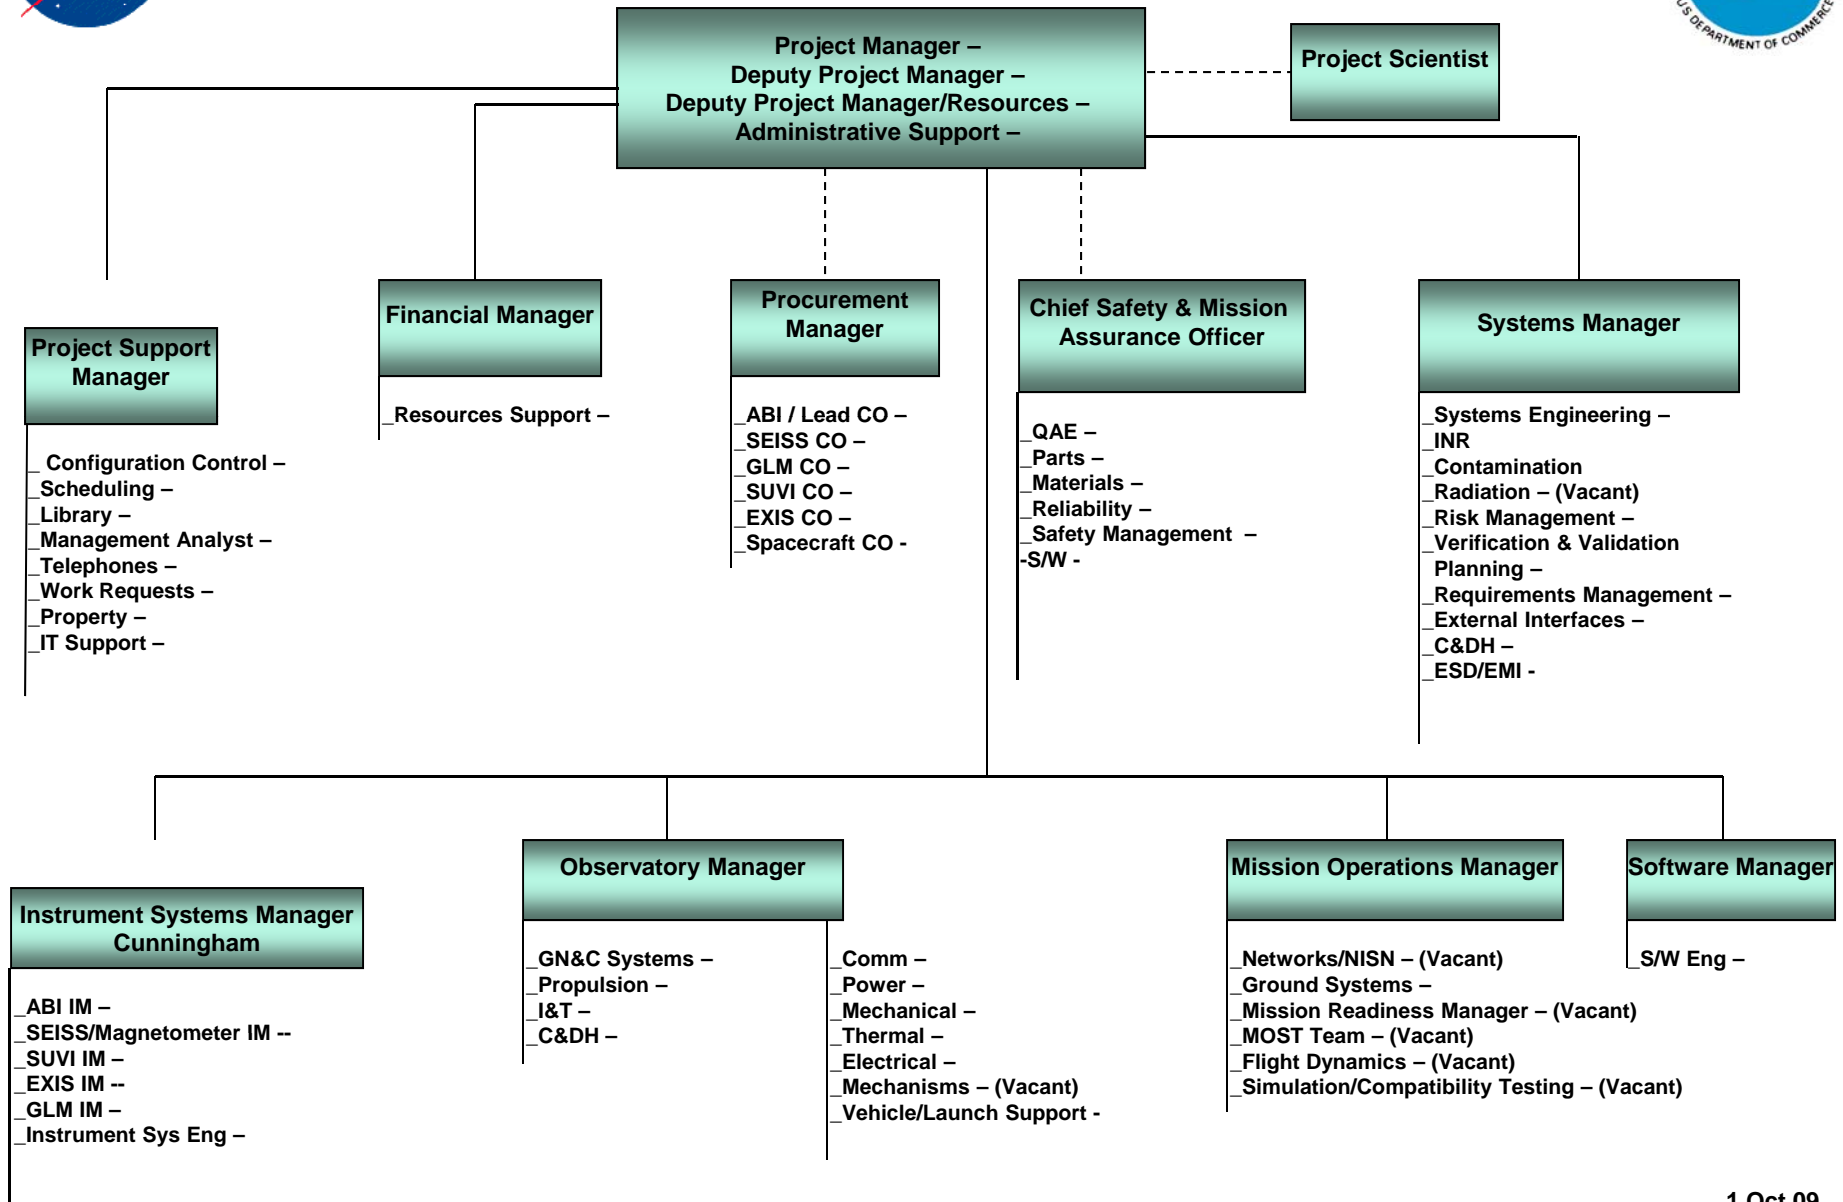 U S DEPARTMENT OF COMMERCE
Project Manager –
Deputy Project Manager –
Deputy Project Manager/Resources –
Administrative Support –
Project Scientist
Project Support
Manager
_ Configuration Control –
_Scheduling –
_Library –
_Management Analyst –
_Telephones –
_Work Requests –
_Property –
_IT Support –
Financial Manager
_Resources Support –
Procurement
Manager
_ABI / Lead CO –
_SEISS CO –
_GLM CO –
_SUVI CO –
_EXIS CO –
_Spacecraft CO -
Chief Safety & Mission
Assurance Officer
_QAE –
_Parts –
_Materials –
_Reliability –
_Safety Management –
-S/W -
Systems Manager
_Systems Engineering –
_INR
_Contamination
_Radiation – (Vacant)
_Risk Management –
_Verification & Validation
Planning –
_Requirements Management –
_External Interfaces –
_C&DH –
_ESD/EMI -
Instrument Systems Manager
Cunningham
_ABI IM –
_SEISS/Magnetometer IM --
_SUVI IM –
_EXIS IM --
_GLM IM –
_Instrument Sys Eng –
Observatory Manager
_GN&C Systems –
_Propulsion –
_I&T –
_C&DH –
_Comm –
_Power –
_Mechanical –
_Thermal –
_Electrical –
_Mechanisms – (Vacant)
_Vehicle/Launch Support -
Mission Operations Manager
_Networks/NISN – (Vacant)
_Ground Systems –
_Mission Readiness Manager – (Vacant)
_MOST Team – (Vacant)
_Flight Dynamics – (Vacant)
_Simulation/Compatibility Testing – (Vacant)
Software Manager
_S/W Eng –
1 Oct 09